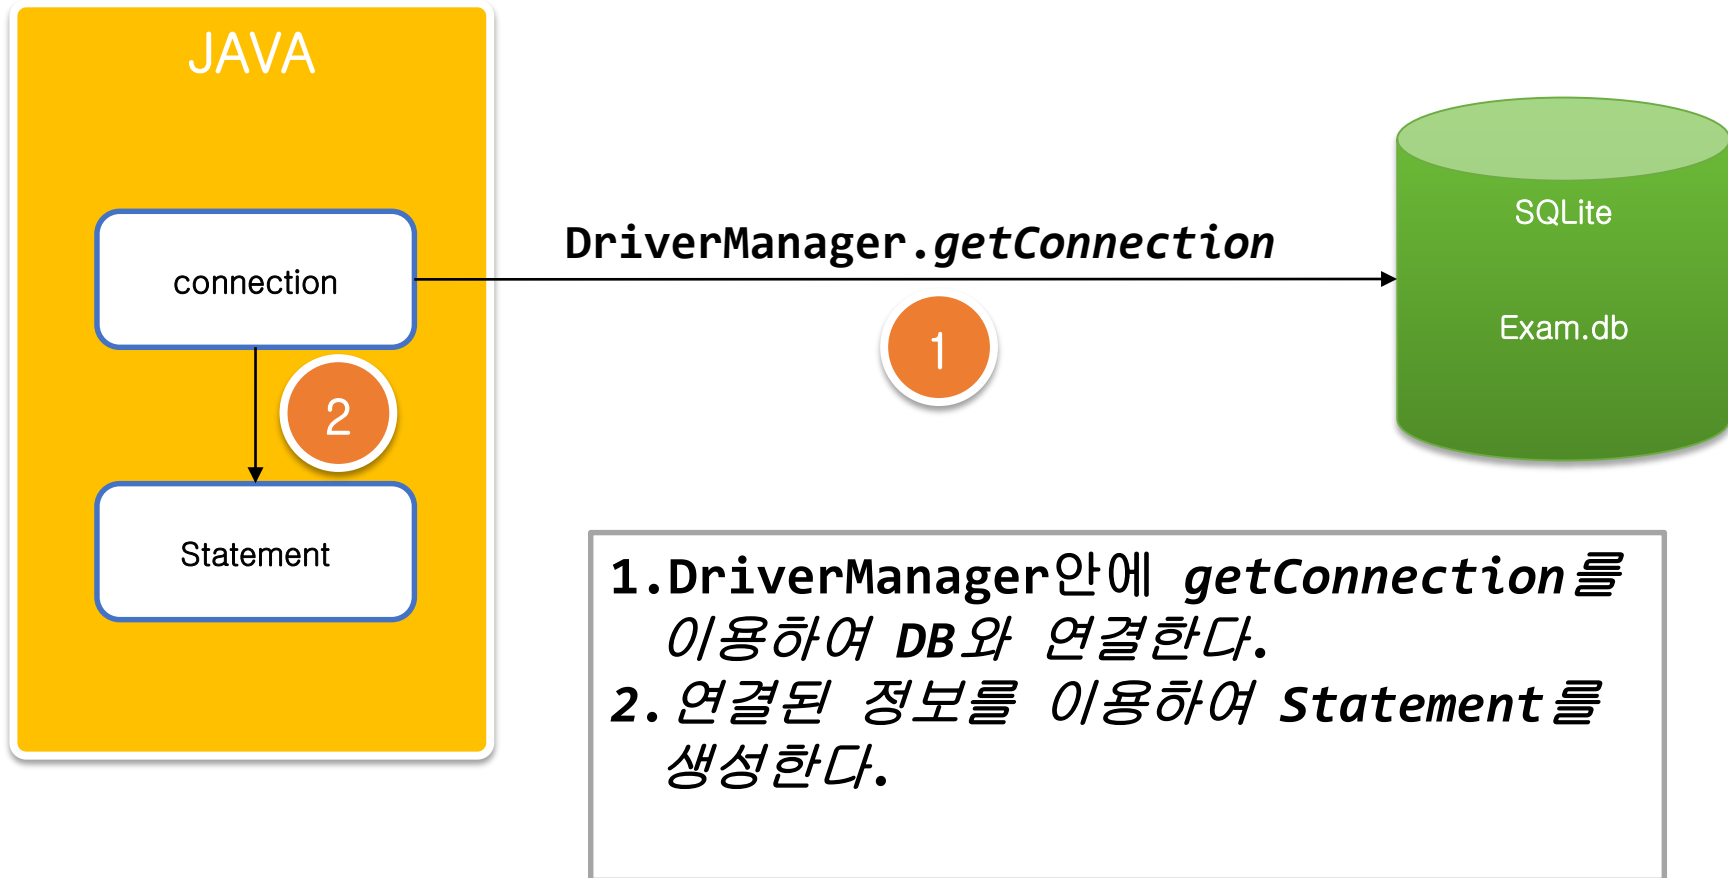 JAVA
connection
DriverManager.getConnection
1
SQLite
Exam.db
2
Statement
1.DriverManager안에 getConnection를
이용하여 DB와 연결한다.
2.연결된 정보를 이용하여 Statement를
생성한다.